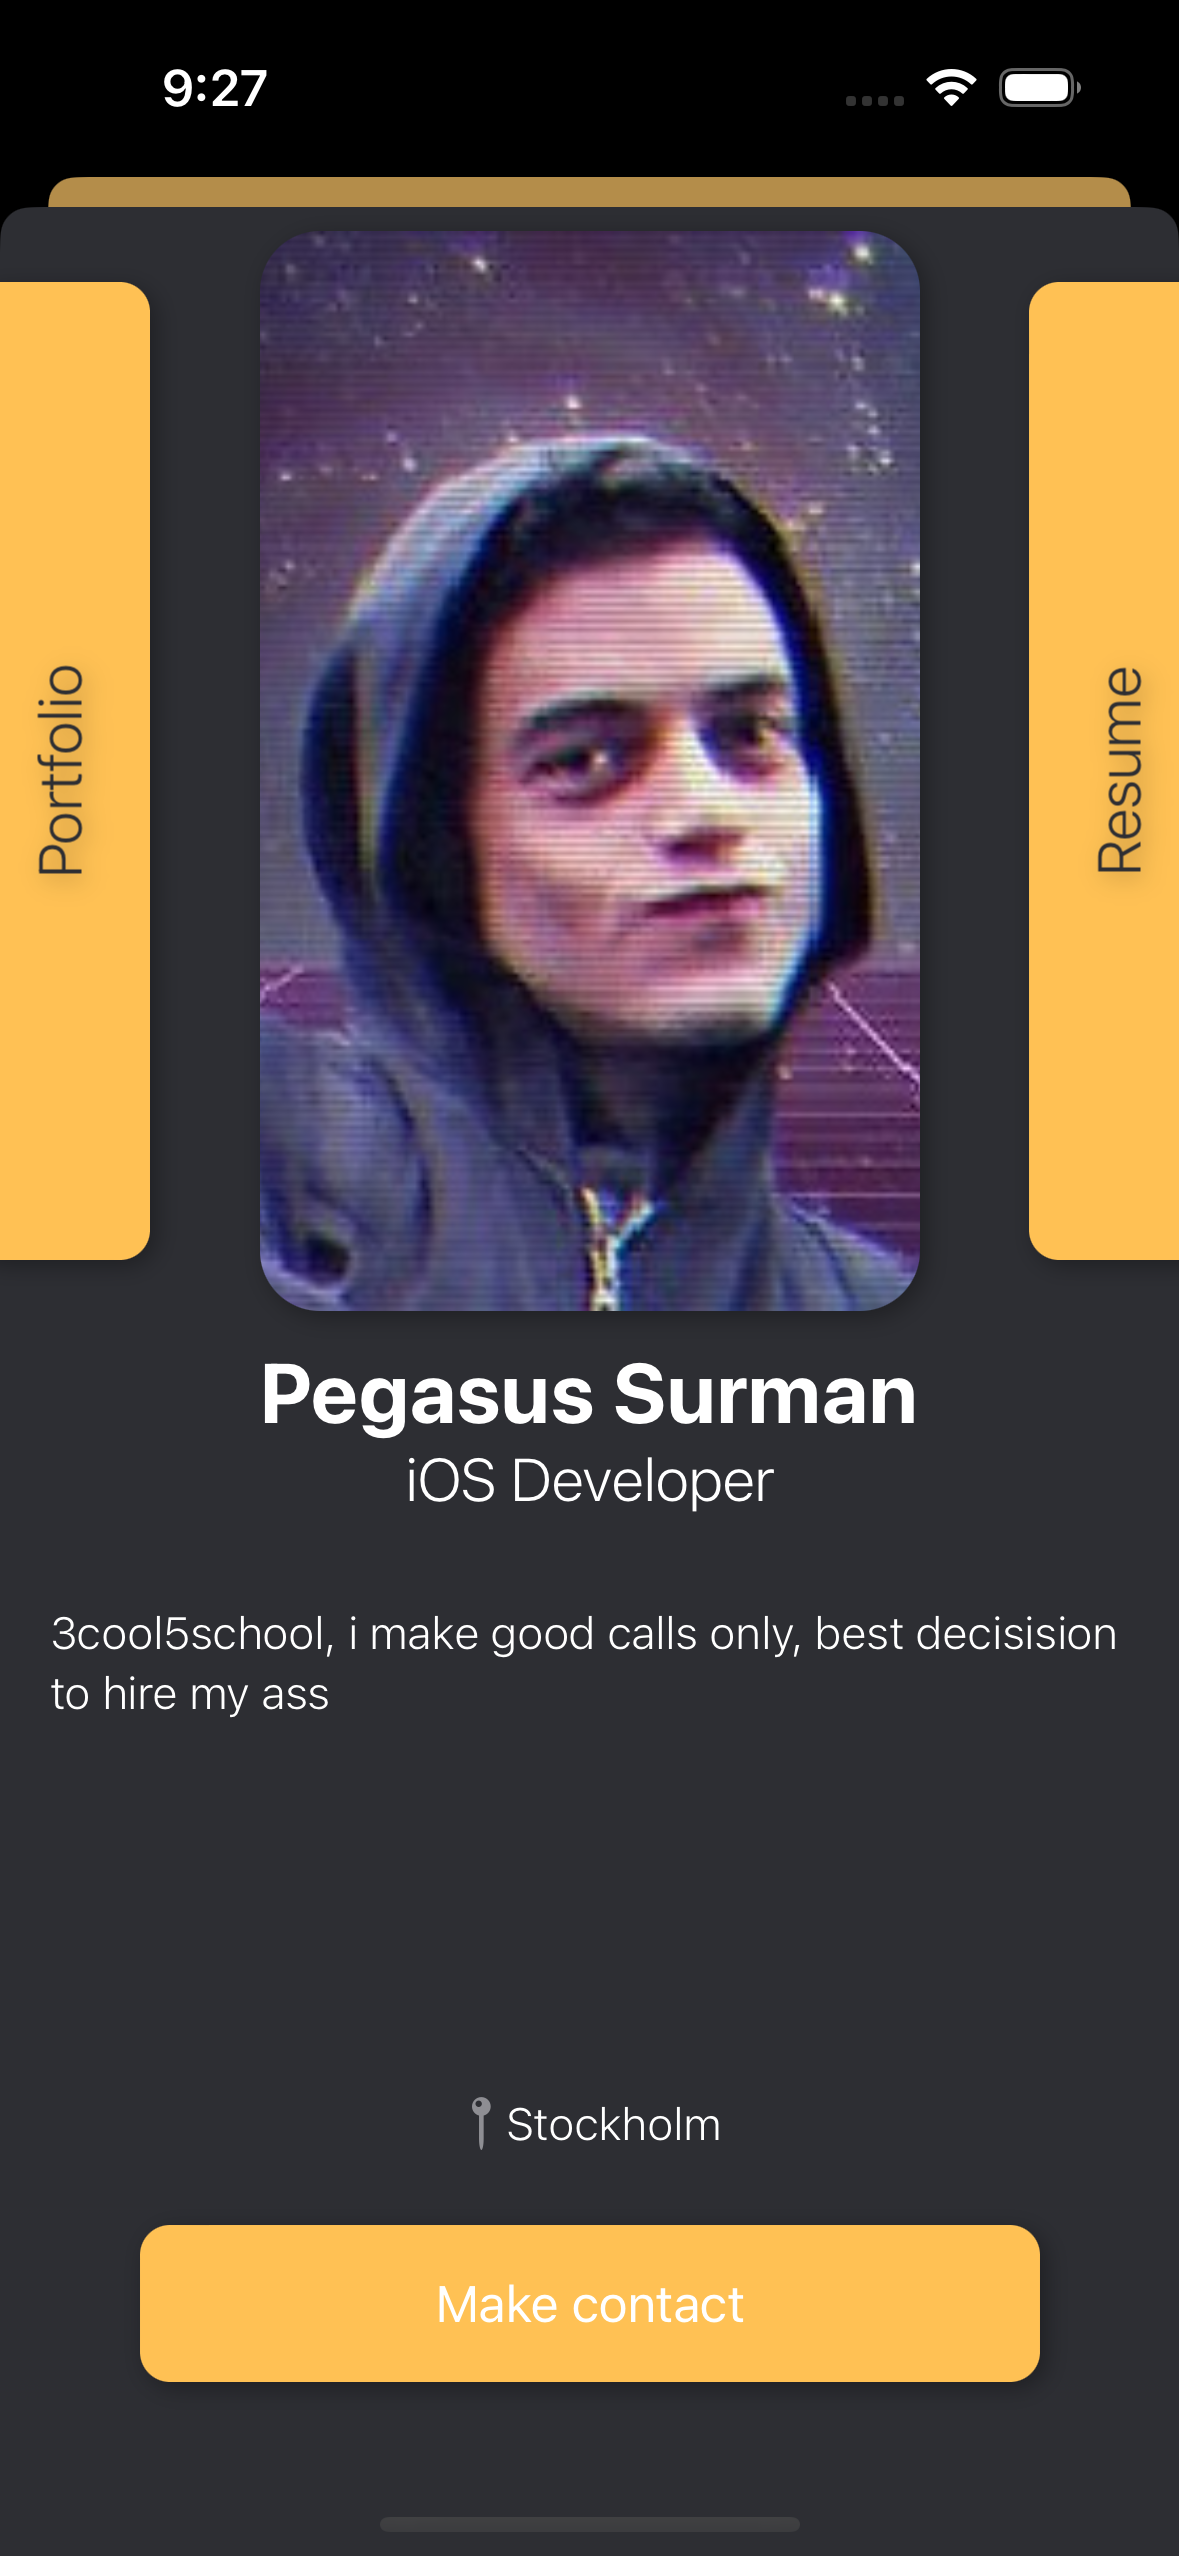 9:27
Portfolio
Resume
Pegasus Surman
iOS Developer
3cool5school, i make good calls only, best decisision
to hire my ass
Stockholm
Make contact